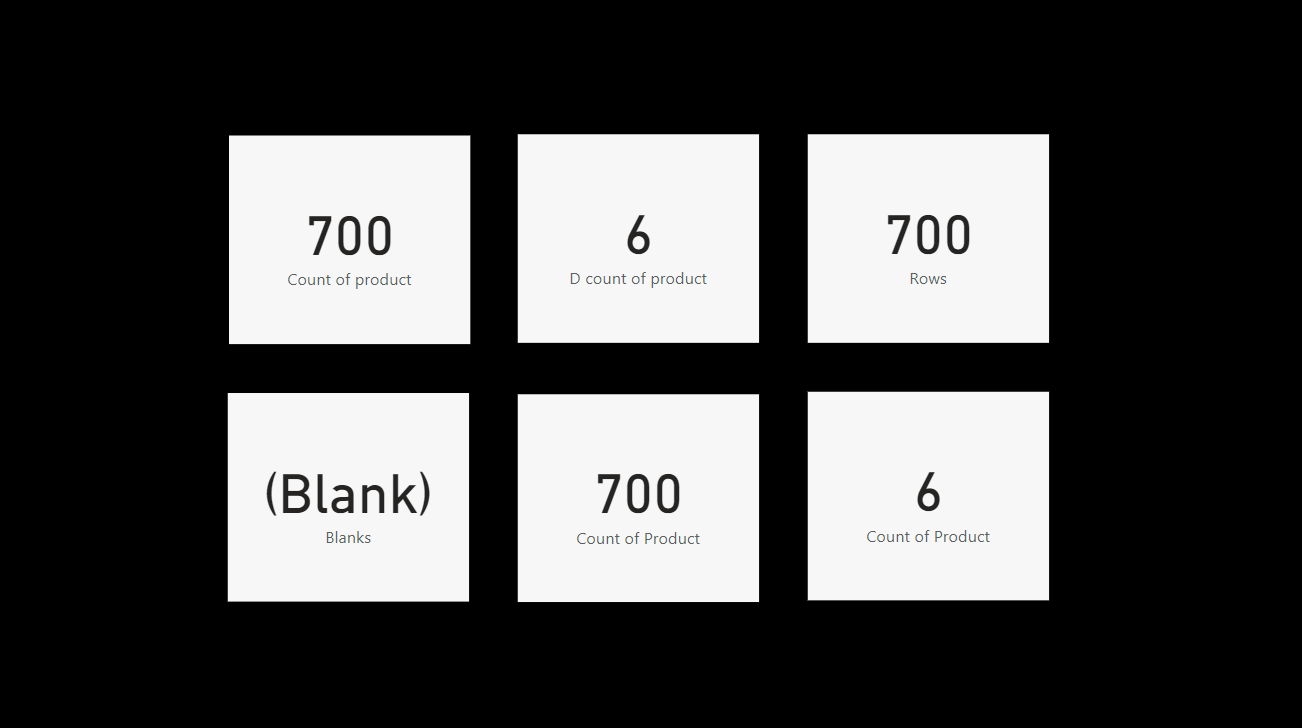 700
Count of product
6
D count of product
700
Rows
(Blank)
Blanks
700
Count of Product
6
Count of Product